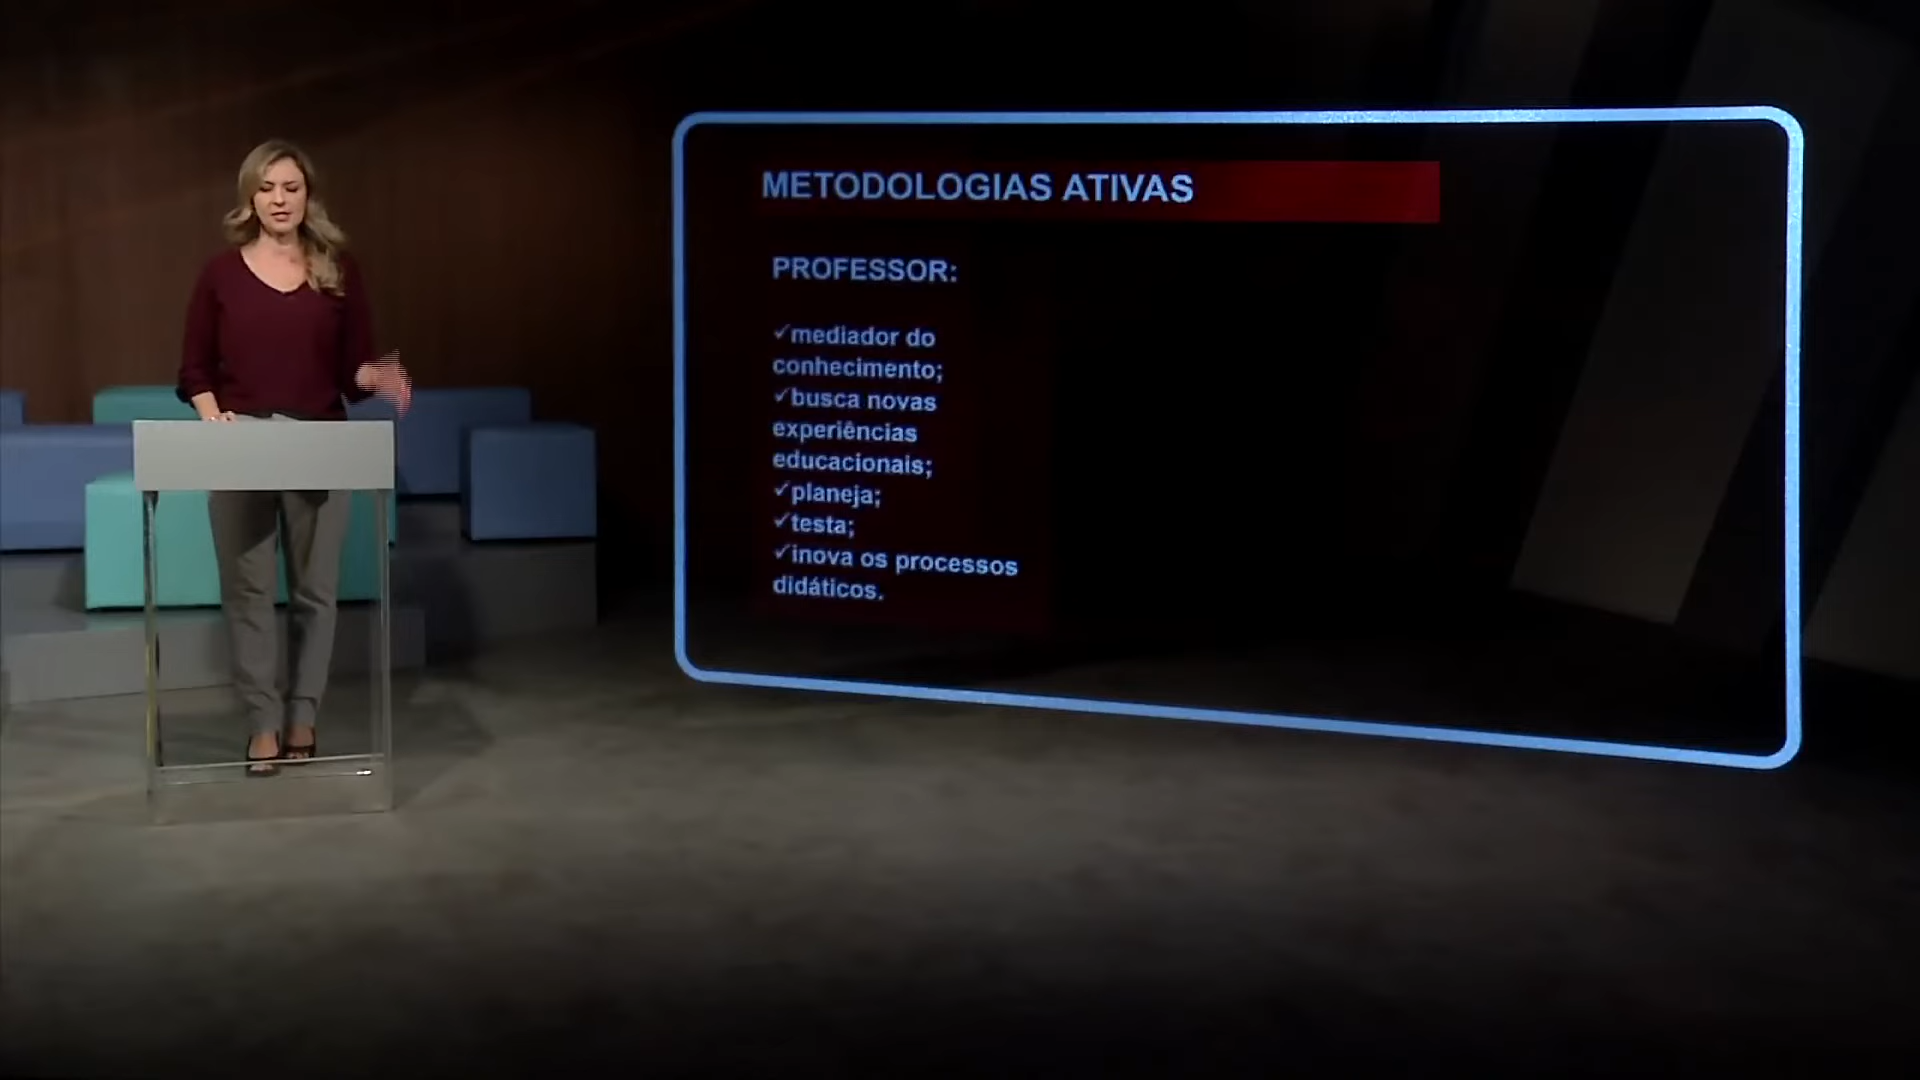 METODOLOGIAS ATIVAS
PROFESSOR:
✓mediador do
conhecimento;
✓busca novas
experiências
educacionais;
✓planeja;
✓testa;
✓inova os processos
didáticos.